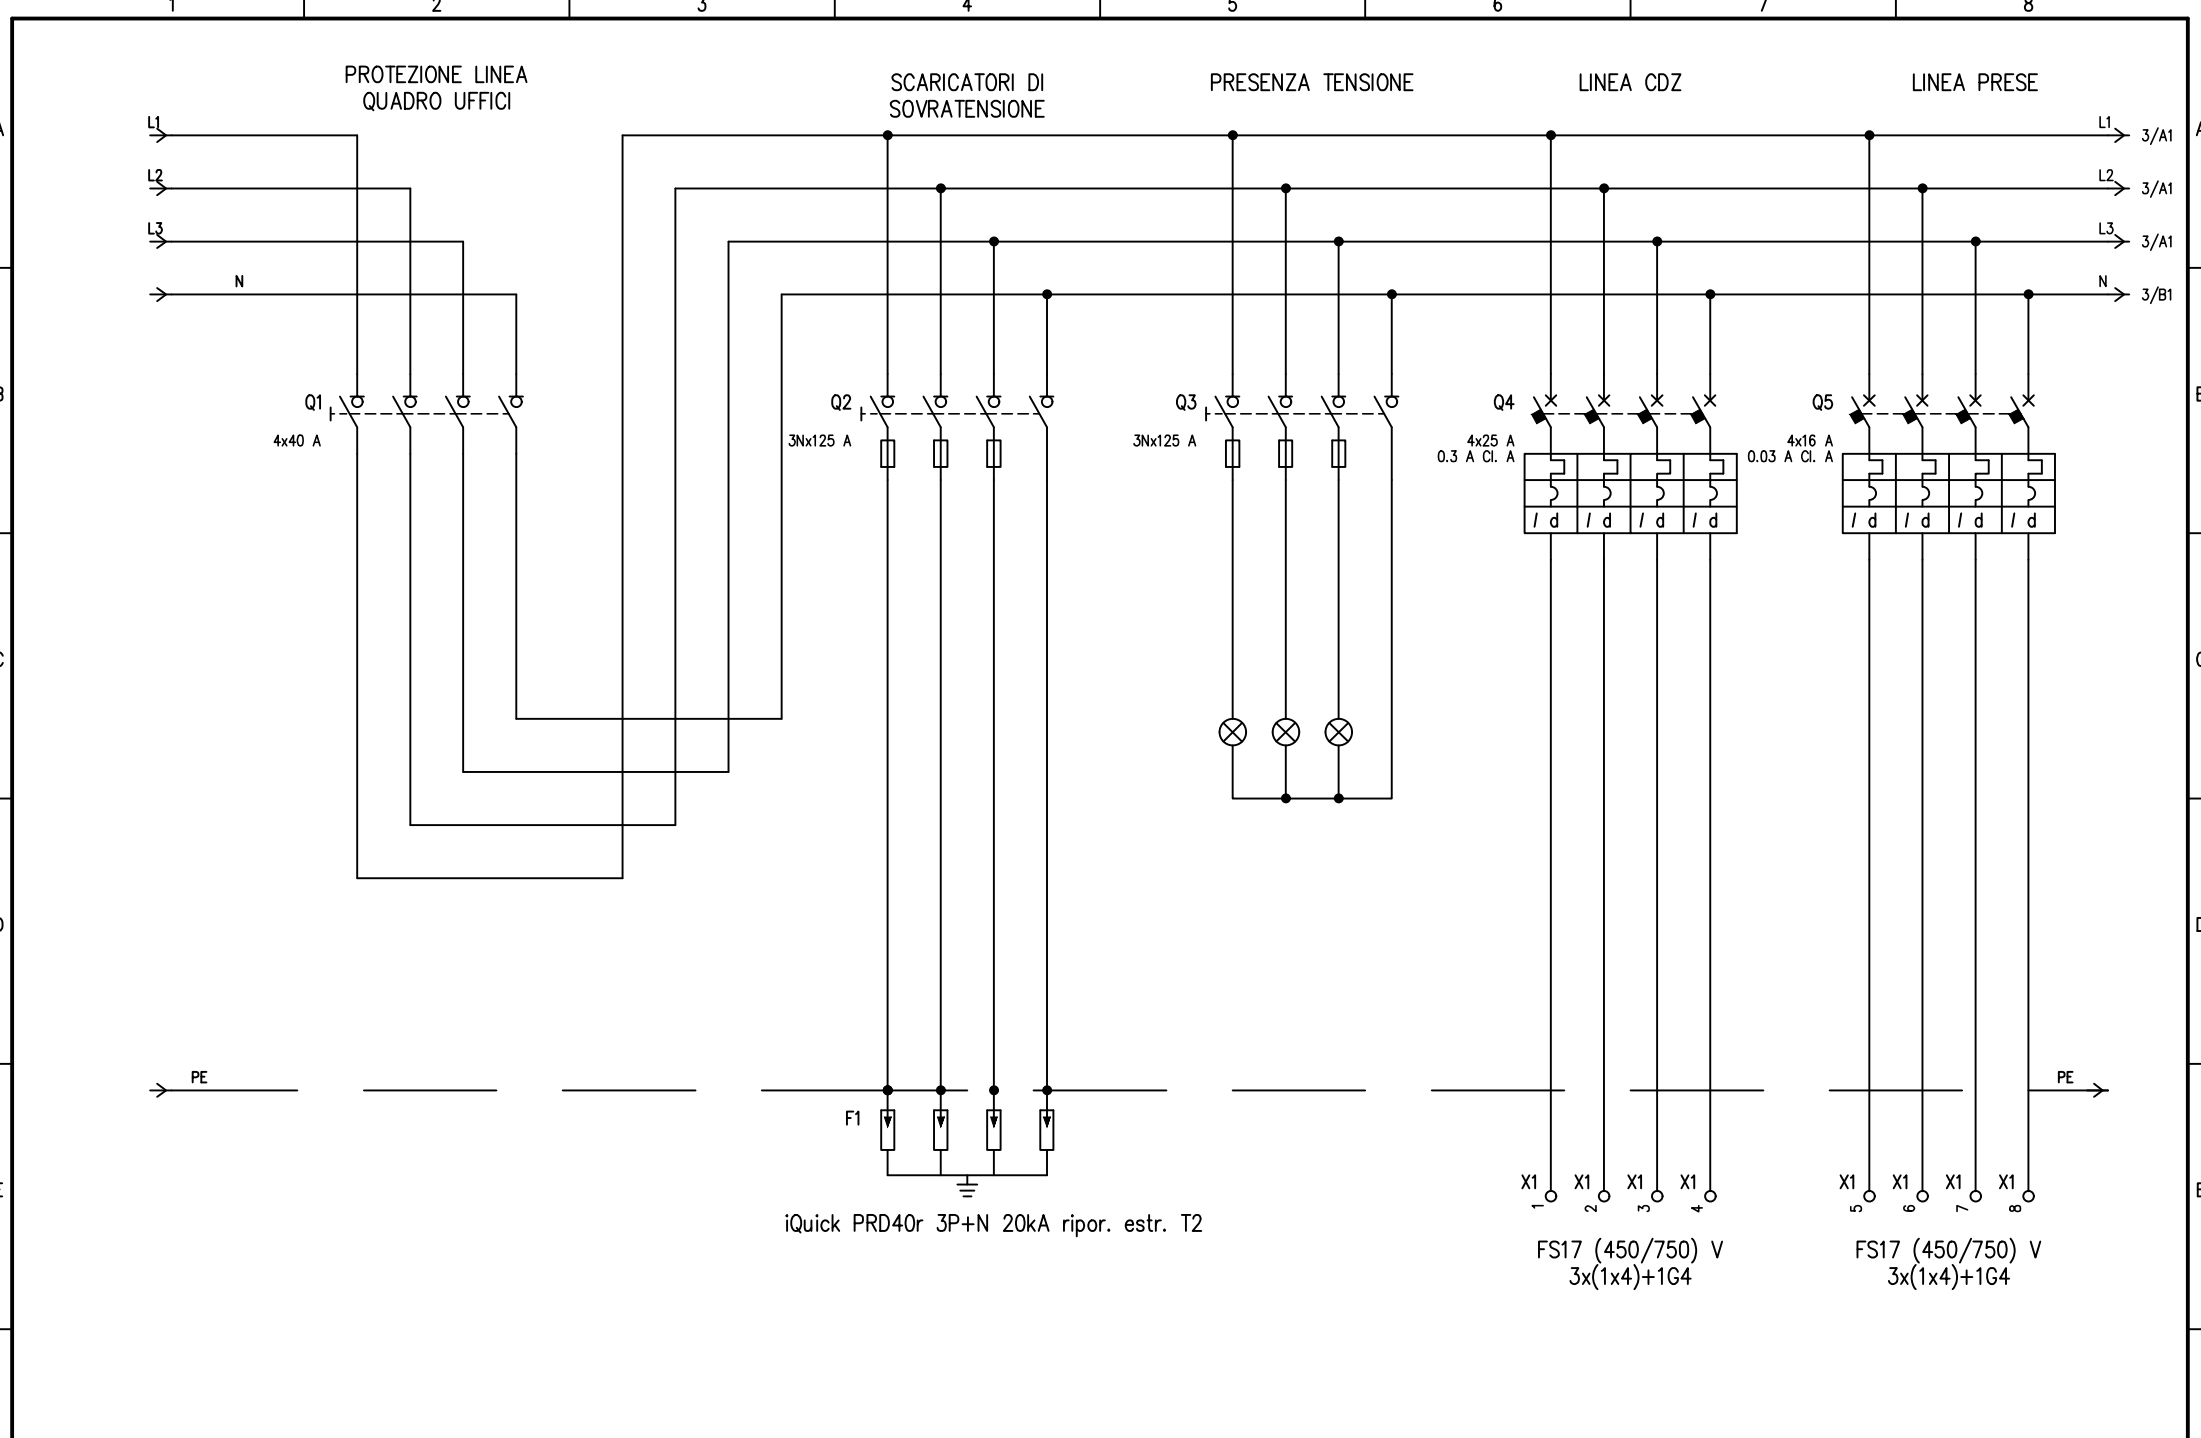 1 2 3 4 5 6 7 8
PROTEZIONE LINEA
QUADRO UFFICI
SCARICATORI DI
SOVRATENSIONE
PRESENZA TENSIONE
LINEA CDZ
LINEA PRESE
L1
L1 3/A1
L2
L2 3/A1
L3
L3 3/A1
N
N 3/B1
Q1
4x40 A
Q2
3Nx125 A
Q3
3Nx125 A
Q4
4x25 A
0.3 A Cl. A
I d I d I d I d
Q5
4x16 A
0.03 A Cl. A
I d I d I d I d
PE
PE
F1
iQuick PRD40r 3P+N 20kA ripor. estr. T2
X1 X1 X1 X1
1 2 3 4
FS17 (450/750) V
3x(1x4)+1G4
X1 X1 X1 X1
5 6 7 8
FS17 (450/750) V
3x(1x4)+1G4